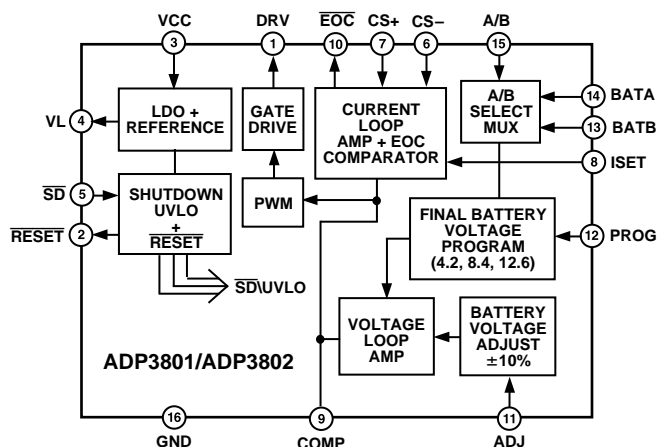 VCC DRV EOC CS+ CS– A/B
3 1 10 7 6 15
LDO +
REFERENCE
GATE
DRIVE
CURRENT
LOOP
AMP + EOC
COMPARATOR
A/B
SELECT
MUX
VL 4
14 BATA
13 BATB
8 ISET
SD 5
RESET 2
SHUTDOWN
UVLO
+
RESET
PWM
FINAL BATTERY
VOLTAGE
PROGRAM
(4.2, 8.4, 12.6)
12 PROG
SD\UVLO
VOLTAGE
LOOP
AMP
BATTERY
VOLTAGE
ADJUST
±10%
ADP3801/ADP3802
16 9 11
GND COMP ADJ